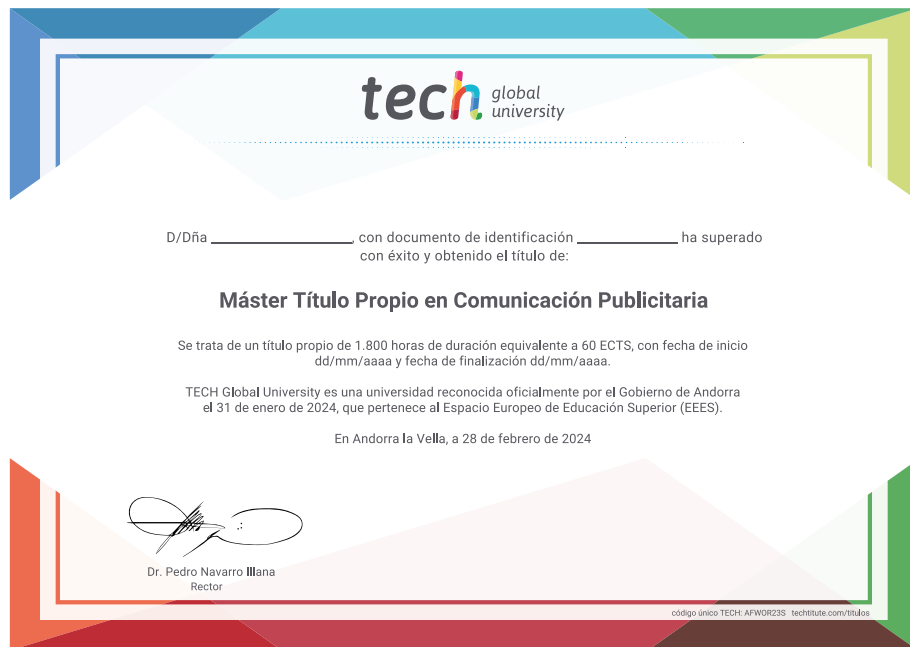 tech global
university
D/Dña ______________, con documento de identificación __________ ha superado
con éxito y obtenido el título de:
Máster Título Propio en Comunicación Publicitaria
Se trata de un título propio de 1.800 horas de duración equivalente a 60 ECTS, con fecha de inicio
dd/mm/aaaa y fecha de finalización dd/mm/aaaa.
TECH Global University es una universidad reconocida oficialmente por el Gobierno de Andorra
el 31 de enero de 2024, que pertenece al Espacio Europeo de Educación Superior (EEES).
En Andorra la Vella, a 28 de febrero de 2024
Dr. Pedro Navarro Illana
Rector
código único TECH: AFWOR23S techtitute.com/titulos